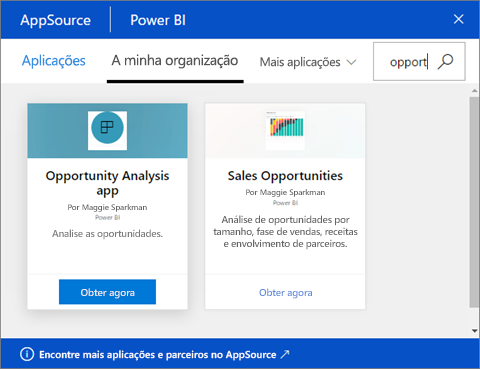 AppSource Power BI
Aplicações A minha organização Mais aplicações opport
Opportunity Analysis
app
Por Maggie Sparkman
Power BI
Analise as oportunidades.
Obter agora
Sales Opportunities
Por Maggie Sparkman
Power BI
Análise de oportunidades por
tamanho, fase de vendas, receitas
e envolvimento de parceiros.
Obter agora
Encontre mais aplicações e parceiros no AppSource